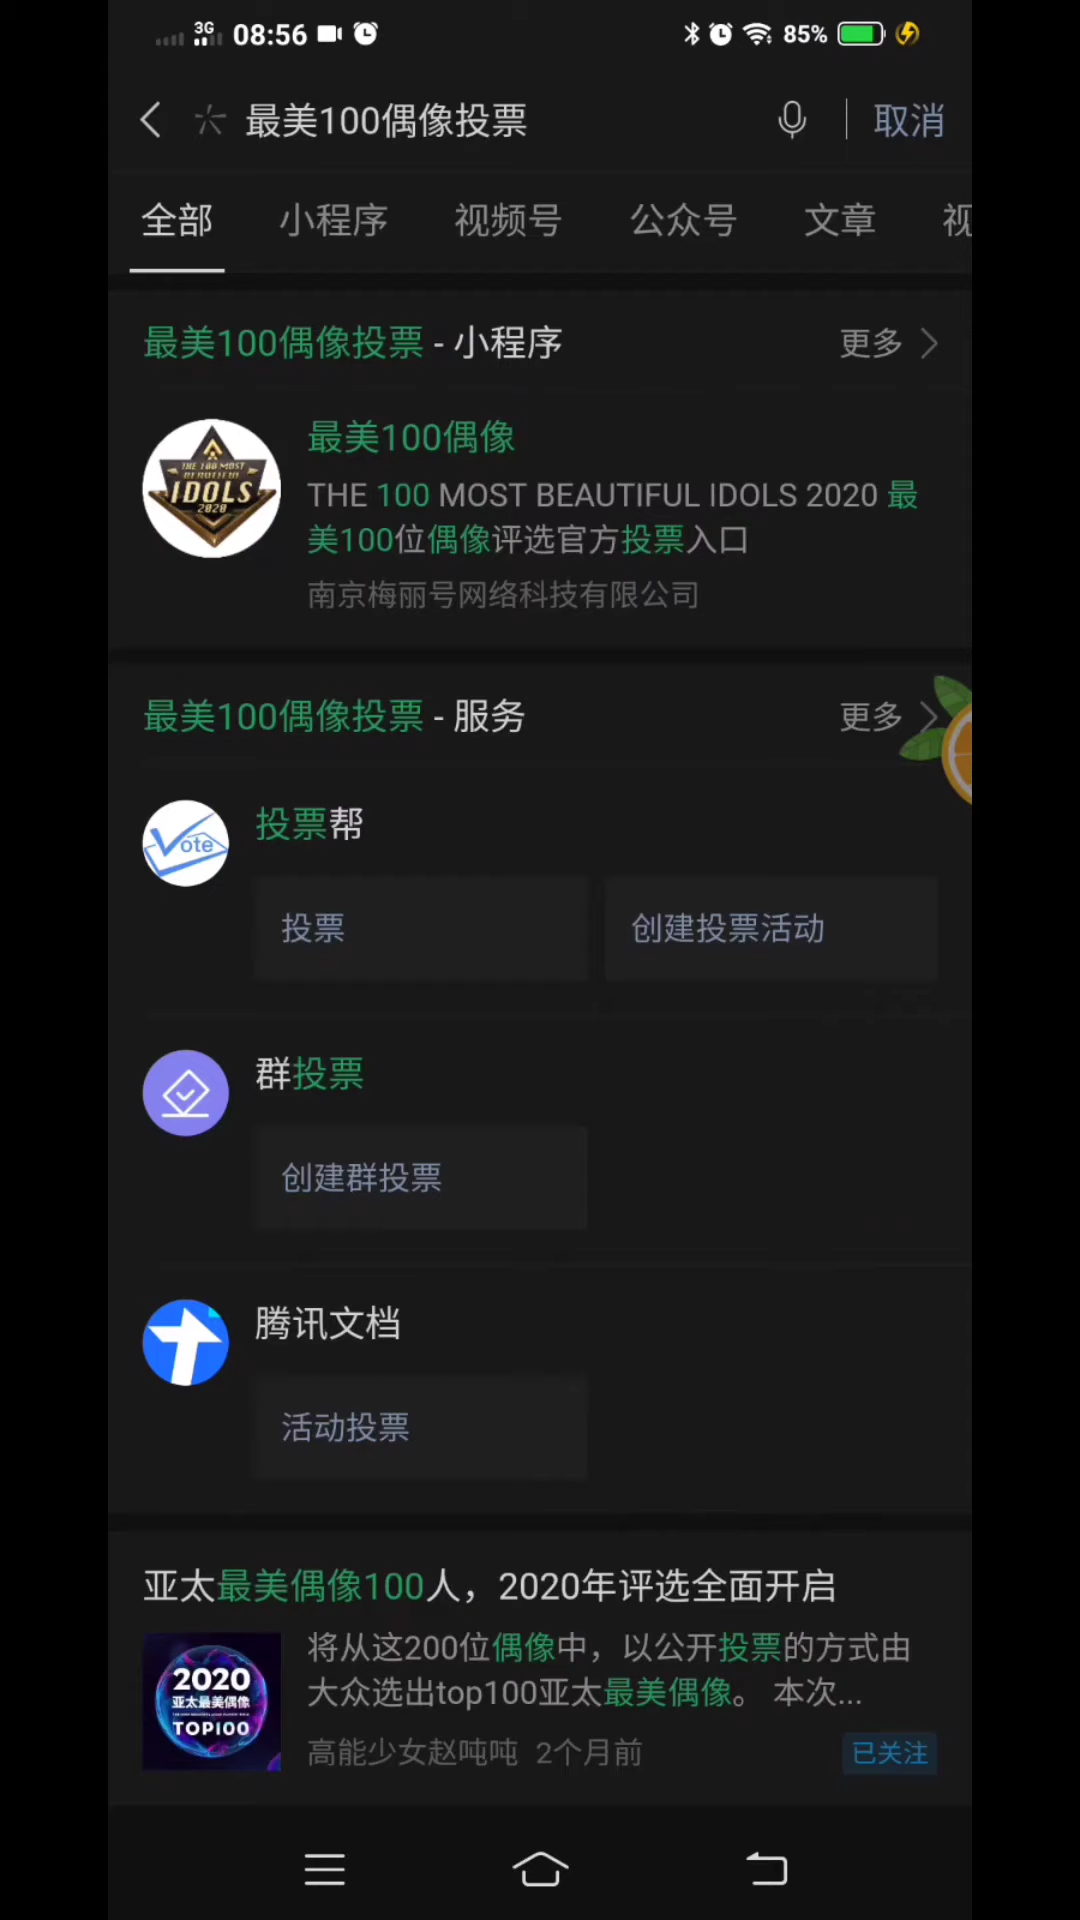 3G 08:56 85%
最美100偶像投票 取消
全部 小程序 视频号 公众号 文章 视
最美100偶像投票 - 小程序 更多
THE 100 MOST
BEAUTIFUL
IDOLS
2020
最美100偶像
THE 100 MOST BEAUTIFUL IDOLS 2020 最
美100位偶像评选官方投票入口
南京梅丽号网络科技有限公司
最美100偶像投票 - 服务 更多
Vote
投票帮
投票 创建投票活动
群投票
创建群投票
腾讯文档
活动投票
亚太最美偶像100人，2020年评选全面开启
2020
亚太最美偶像
TOP100
将从这200位偶像中，以公开投票的方式由
大众选出top100亚太最美偶像。 本次...
高能少女赵吨吨 2个月前 已关注